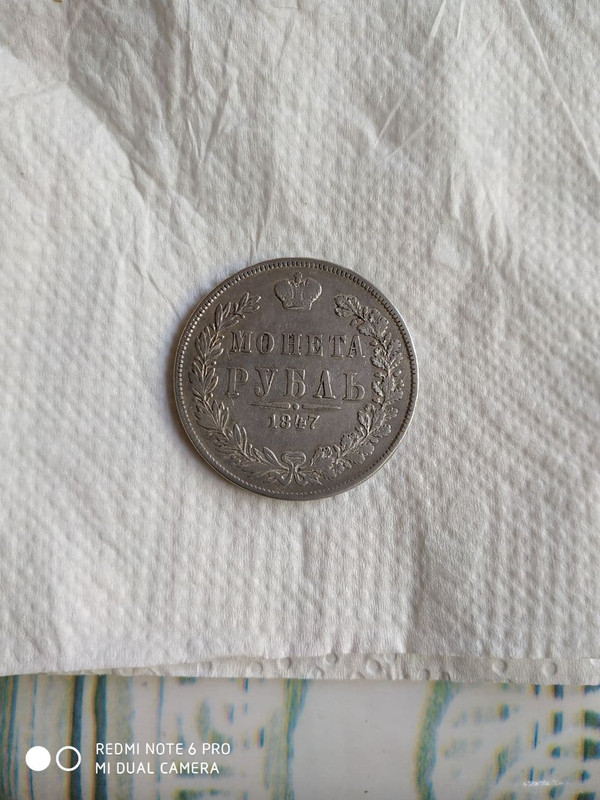 МОНЕТА
РУБЛЬ
1847
REDMI NOTE 6 PRO
MI DUAL CAMERA